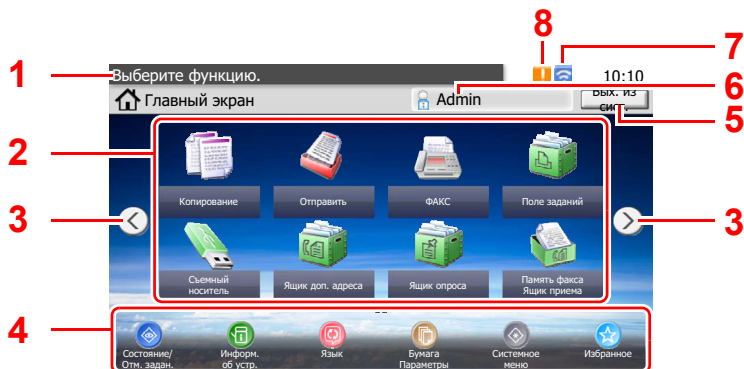 8
7
1
Выберите функцию.
10:10
6
Главный экран
Admin
Вых. из
сист.
5
2
Копирование
Отправить
ФАКС
Поле заданий
3
3
Съемный
носитель
Ящик доп. адреса
Ящик опроса
Память факса
Ящик приема
4
Состояние/
Отм. задан.
Информ.
об устр.
Язык
Бумага
Параметры
Системное
меню
Избранное